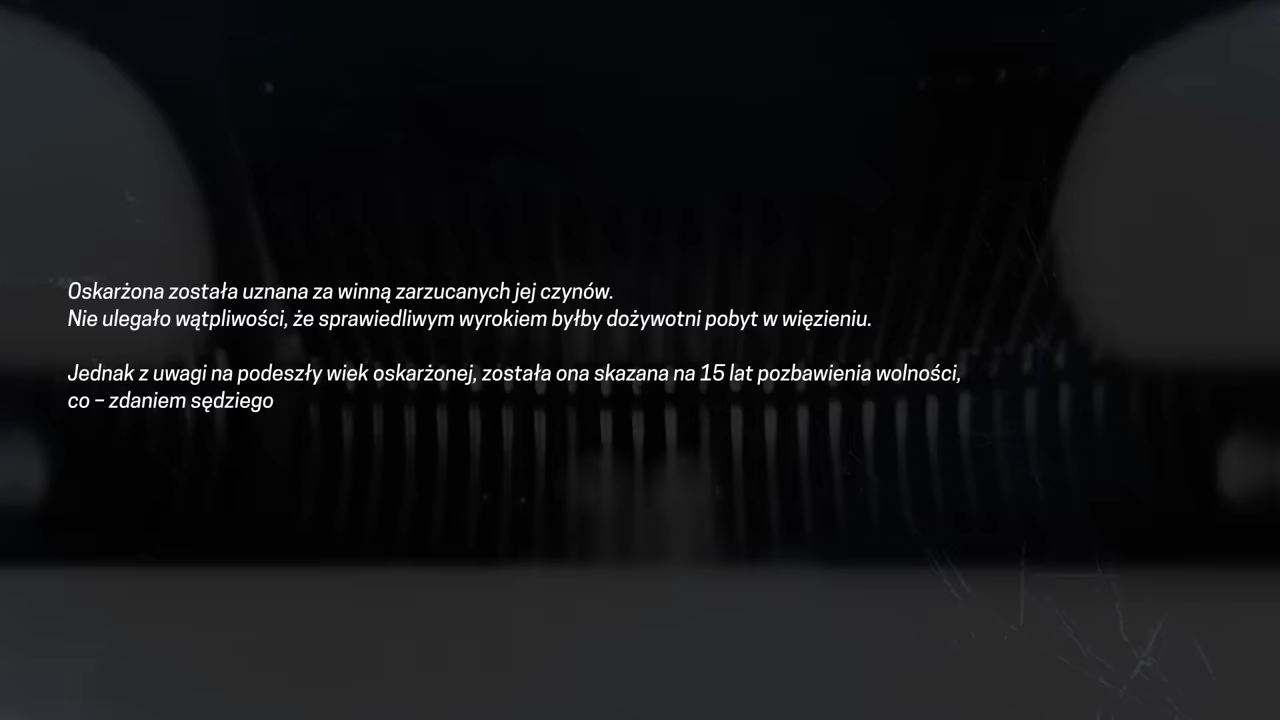 Oskarżona została uznana za winną zarzucanych jej czynów.
Nie ulegało wątpliwości, że sprawiedliwym wyrokiem byłby dożywotni pobyt w więzieniu.
Jednak z uwagi na podeszły wiek oskarżonej, została ona skazana na 15 lat pozbawienia wolności,
co – zdaniem sędziego